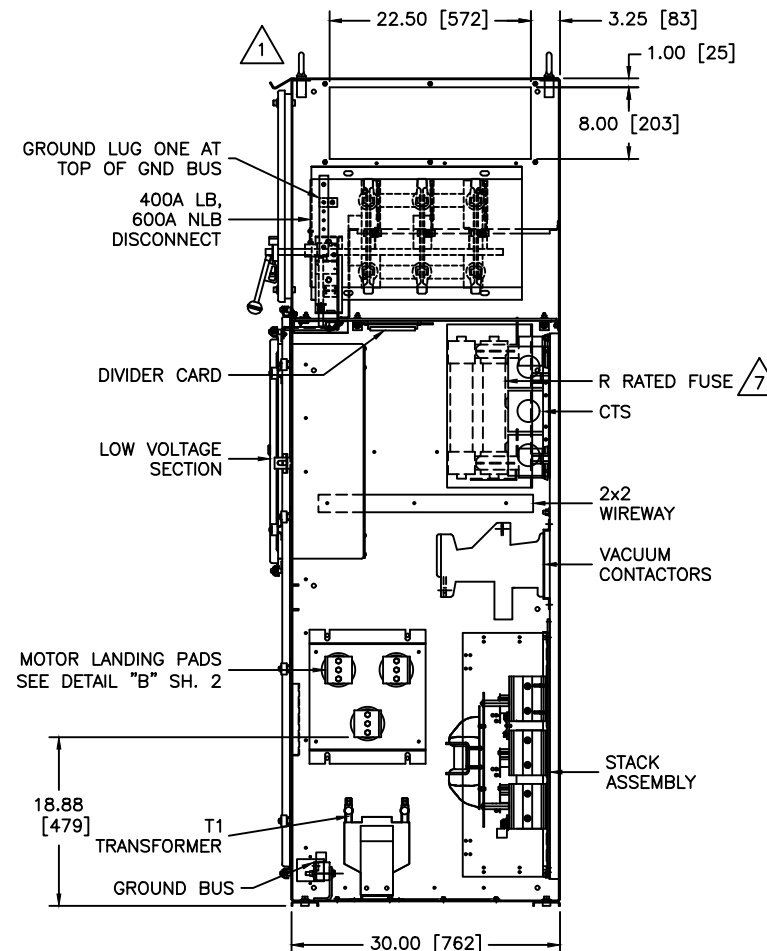 22.50 [572]
3.25 [83]
1
1.00 [25]
8.00 [203]
GROUND LUG ONE AT
TOP OF GND BUS
400A LB,
600A NLB
DISCONNECT
DIVIDER CARD
R RATED FUSE
7
CTS
LOW VOLTAGE
SECTION
2x2
WIREWAY
VACUUM
CONTACTORS
MOTOR LANDING PADS
SEE DETAIL "B" SH. 2
STACK
ASSEMBLY
18.88
[479]
T1
TRANSFORMER
GROUND BUS
30.00 [762]